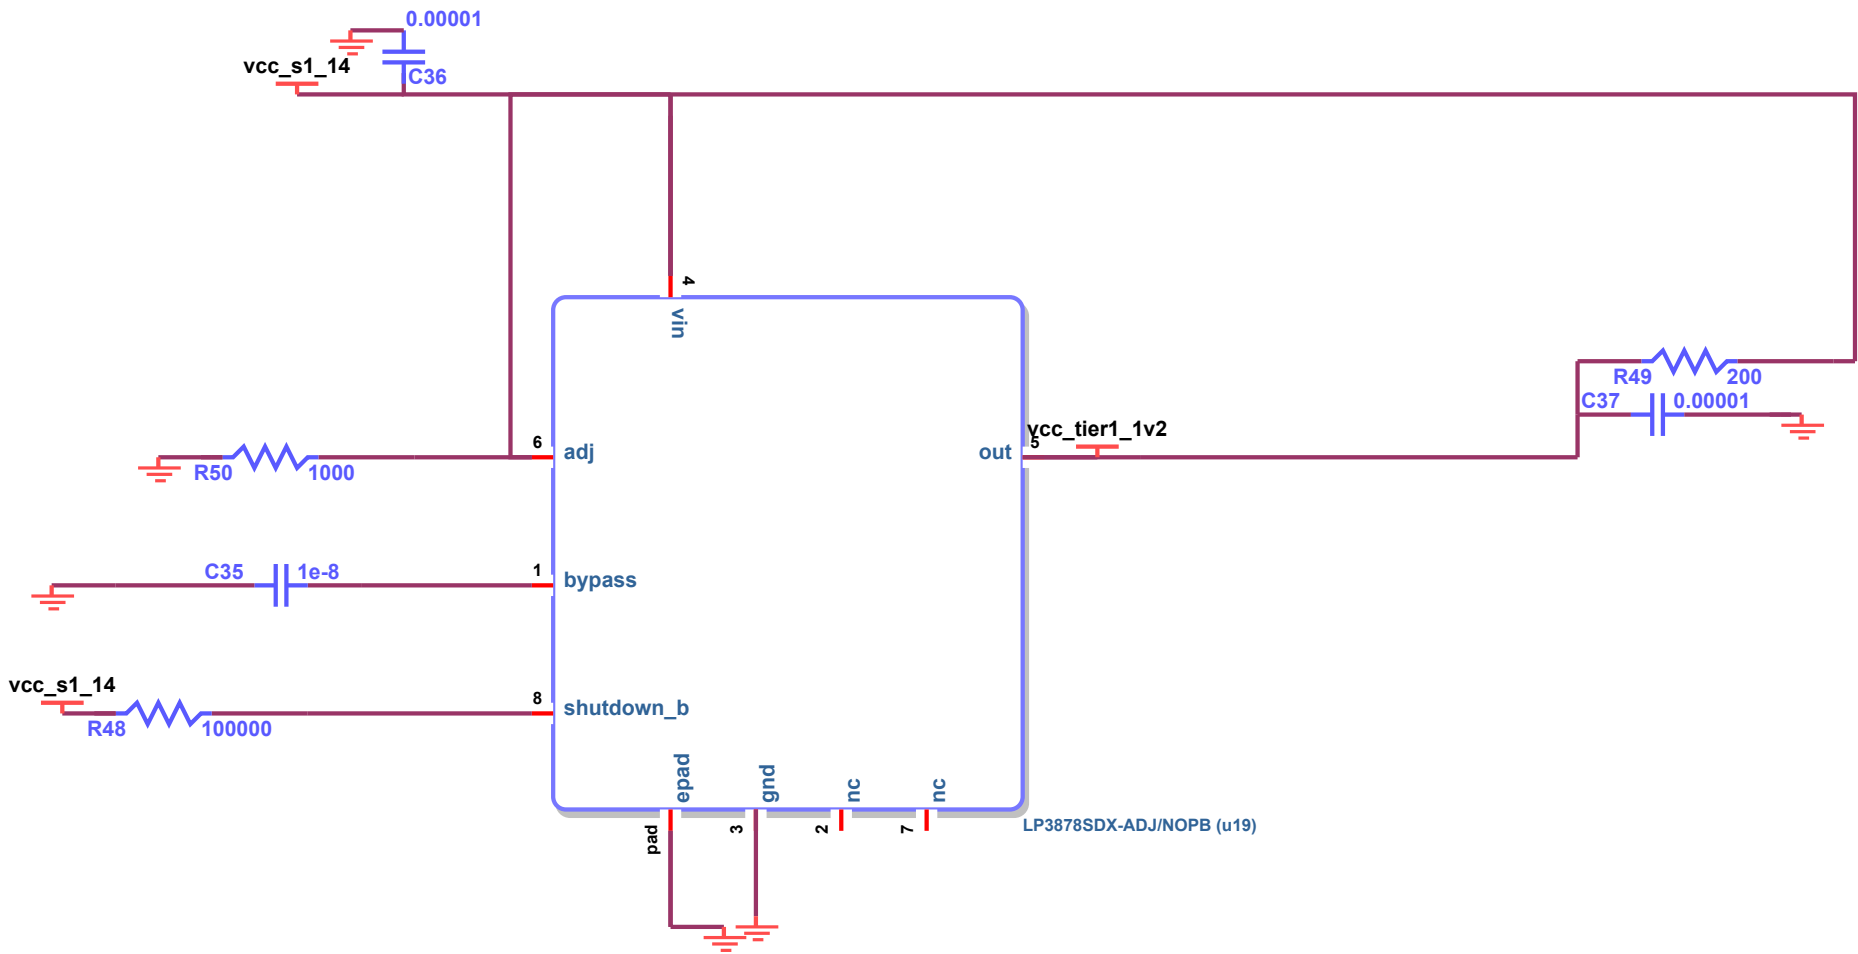 0.00001
vcc_s1_14
C36
4
vin
R49
200
C37
0.00001
6
adj
vcc_tier1_1v2
5
out
R50
1000
C35
1e-8
1
bypass
vcc_s1_14
8
shutdown_b
R48
100000
epad
gnd
nc
nc
pad
3
2
7
LP3878SDX-ADJ/NOPB (u19)